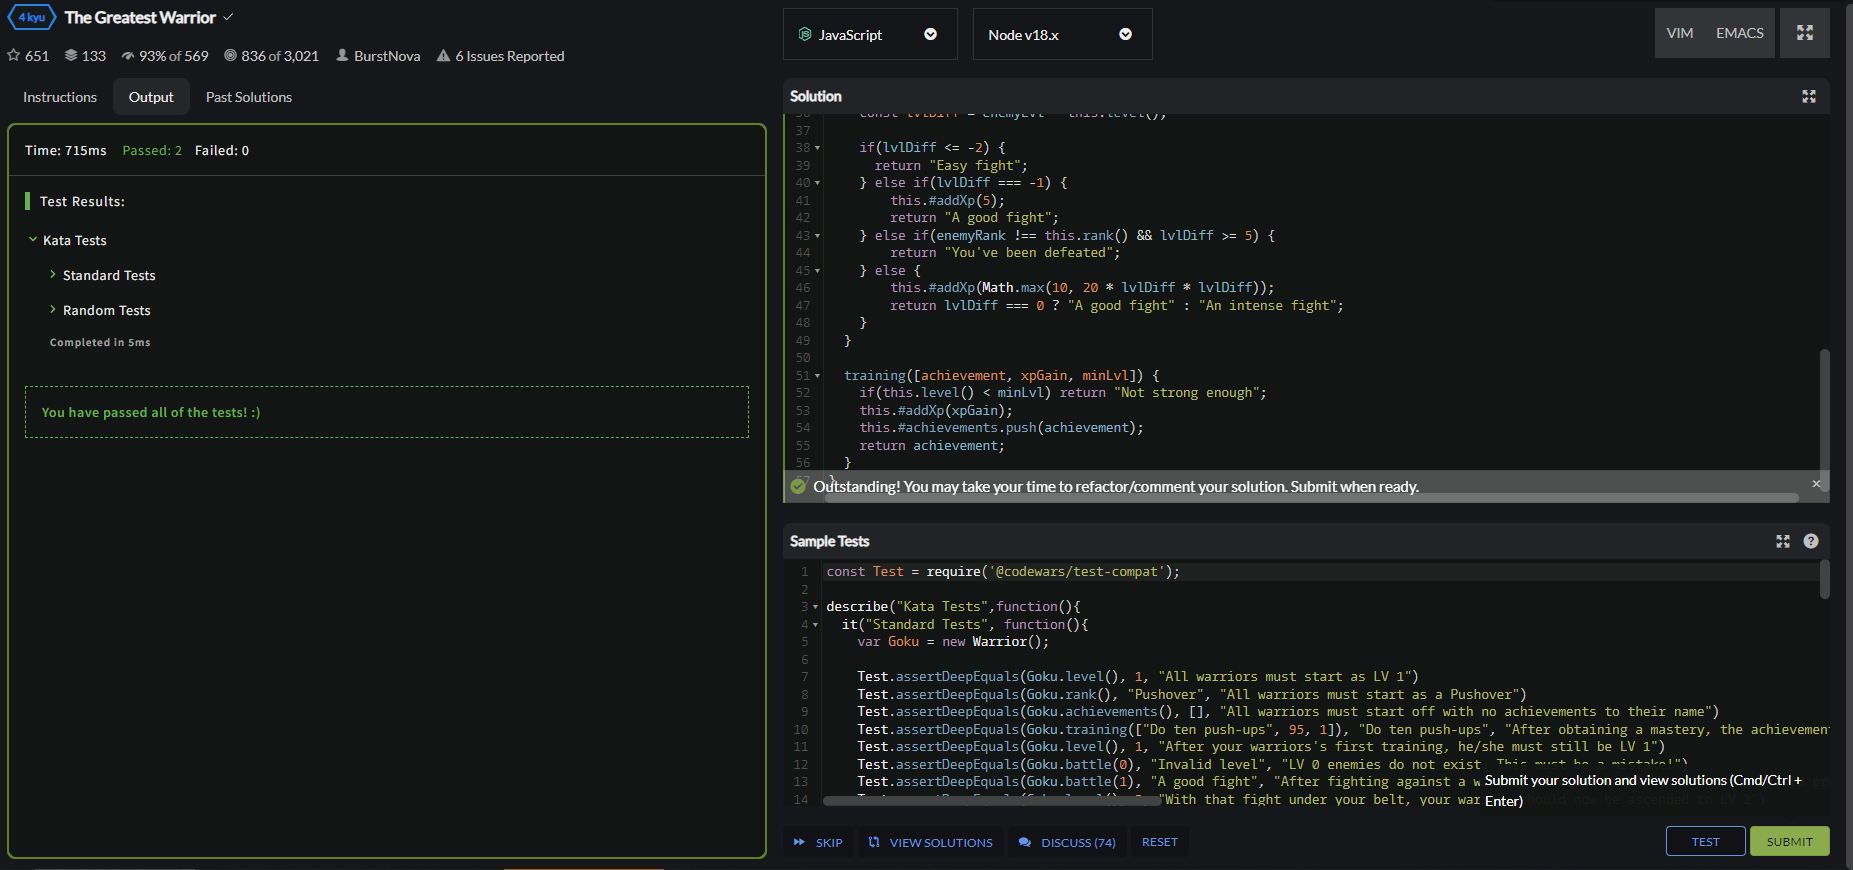 4 kyu The Greatest Warrior
651 133 93% of 569 836 of 3,021 BurstNova 6 Issues Reported
Instructions Output Past Solutions
Time: 715ms Passed: 2 Failed: 0
Test Results:
Kata Tests
Standard Tests
Random Tests
Completed in 5ms
You have passed all of the tests! :)
JavaScript Node v18.x VIM EMACS
Solution
37
38 if(lvlDiff <= -2) {
39 return "Easy fight";
40 } else if(lvlDiff === -1) {
41 this.#addXp(5);
42 return "A good fight";
43 } else if(enemyRank !== this.rank() && lvlDiff >= 5) {
44 return "You've been defeated";
45 } else {
46 this.#addXp(Math.max(10, 20 * lvlDiff * lvlDiff));
47 return lvlDiff === 0 ? "A good fight" : "An intense fight";
48 }
49 }
50
51 training([achievement, xpGain, minLvl]) {
52 if(this.level() < minLvl) return "Not strong enough";
53 this.#addXp(xpGain);
54 this.#achievements.push(achievement);
55 return achievement;
56 }
Outstanding! You may take your time to refactor/comment your solution. Submit when ready.
Sample Tests
1 const Test = require('@codewars/test-compat');
2
3 describe("Kata Tests",function(){
4 it("Standard Tests", function(){
5 var Goku = new Warrior();
6
7 Test.assertDeepEquals(Goku.level(), 1, "All warriors must start as LV 1")
8 Test.assertDeepEquals(Goku.rank(), "Pushover", "All warriors must start as a Pushover")
9 Test.assertDeepEquals(Goku.achievements(), [], "All warriors must start off with no achievements to their name")
10 Test.assertDeepEquals(Goku.training(["Do ten push-ups", 95, 1]), "Do ten push-ups", "After obtaining a mastery, the achievemen
11 Test.assertDeepEquals(Goku.level(), 1, "After your warriors's first training, he/she must still be LV 1")
12 Test.assertDeepEquals(Goku.battle(0), "Invalid level", "LV 0 enemies do not exist. This must be a mistake!")
13 Test.assertDeepEquals(Goku.battle(1), "A good fight", "After fighting against a w
14 "With that fight under your belt, your war
Submit your solution and view solutions (Cmd/Ctrl +
Enter)
SKIP VIEW SOLUTIONS DISCUSS (74) RESET TEST SUBMIT